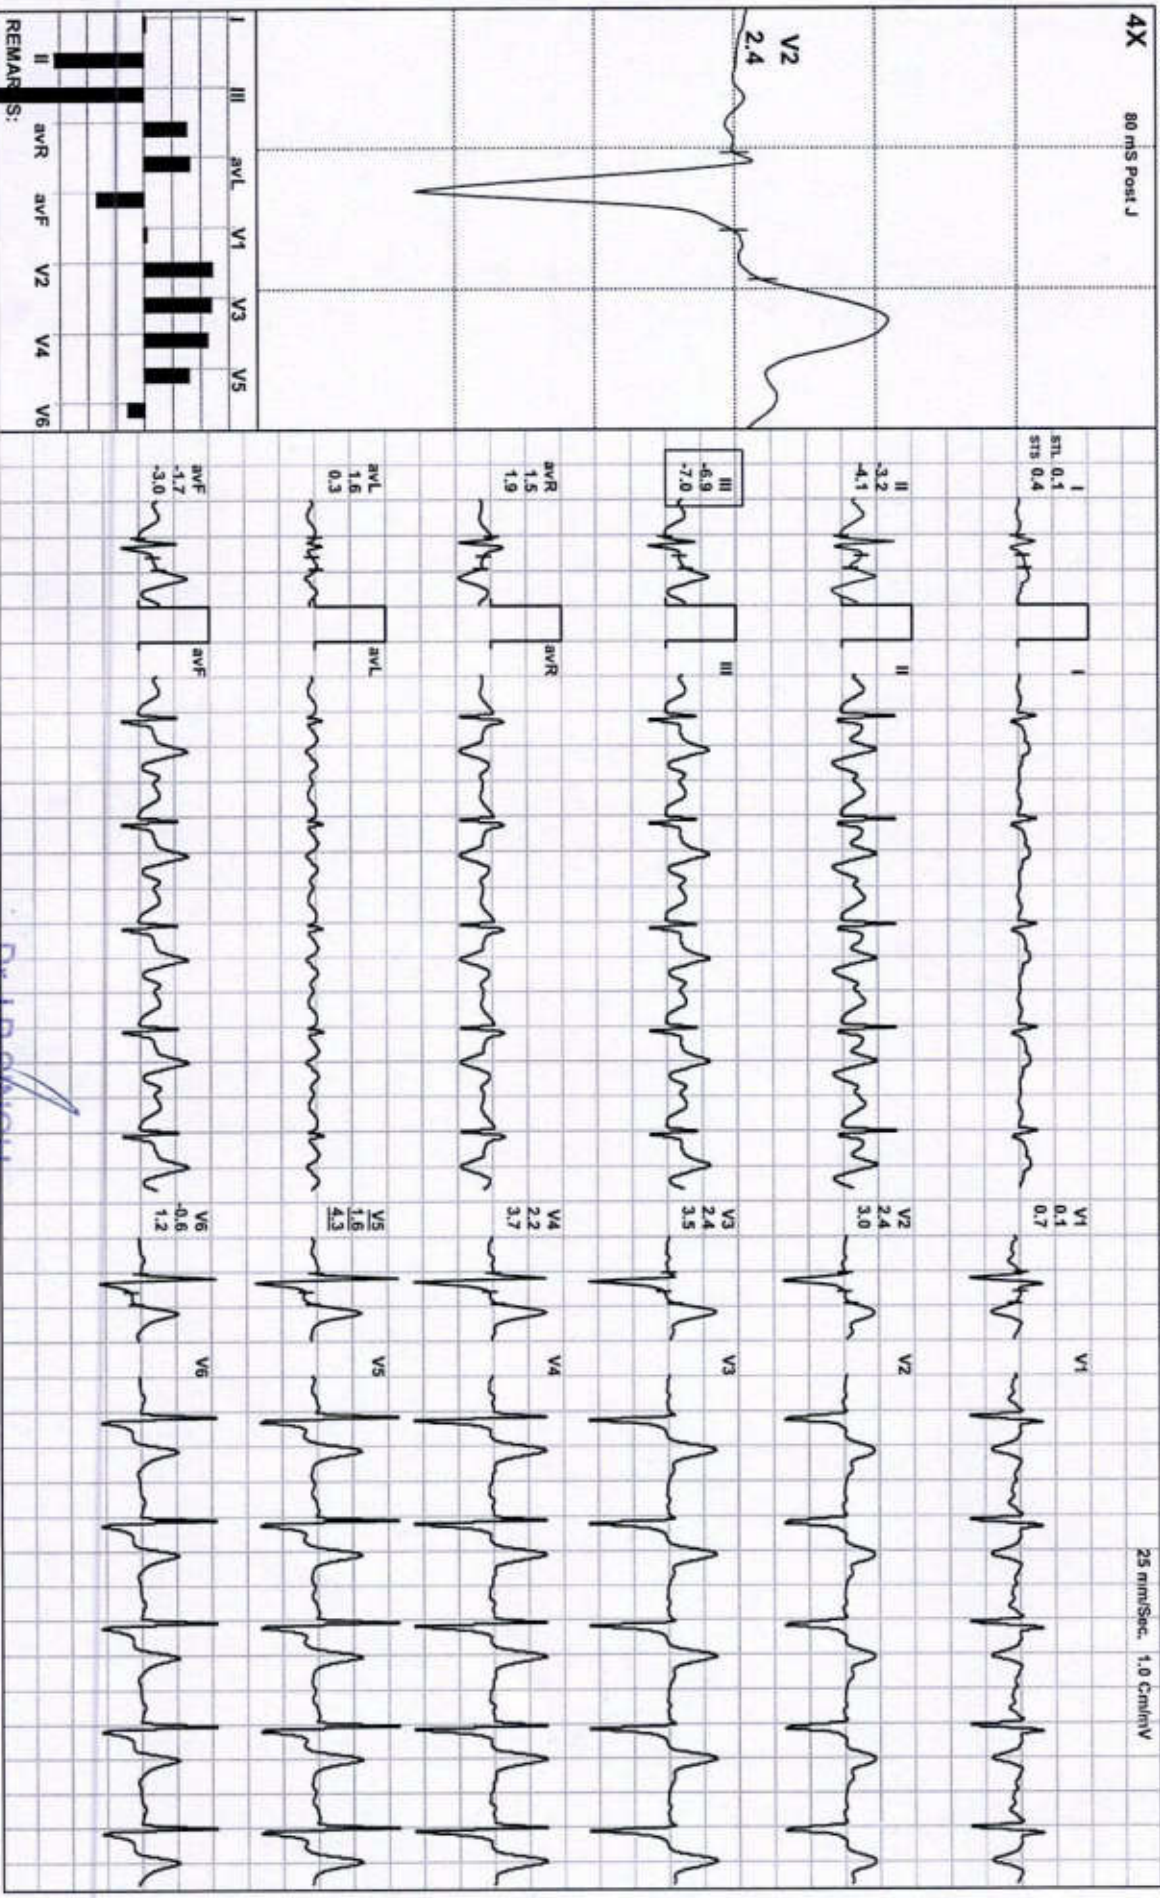 4X
80 mS Post J
25 mm/Sec. 1.0 Cm/mV
V2
2.4
I
STL 0.1
STS 0.4
I
V1
0.1
0.7
V1
II
-3.2
-4.1
II
V2
2.4
3.0
V2
III
-6.9
-7.0
III
V3
2.4
3.5
V3
avR
1.5
1.9
avR
V4
2.2
3.7
V4
avL
1.6
0.3
avL
V5
1.6
4.3
V5
avF
-1.7
-3.0
avF
V6
-0.6
1.2
V6
I III avL V1 V3 V5
II avR avF V2 V4 V6
REMARKS: